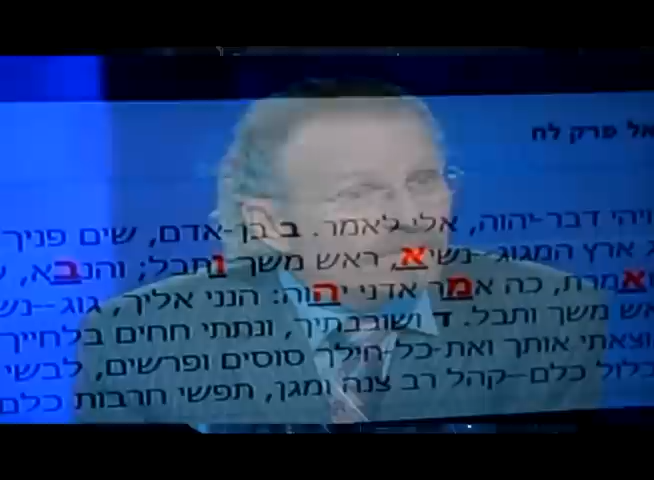 פרק לח
ויהי דבר-יהוה, אלי לאמר. ב בן-אדם, שים פניך
ארץ המגוג--נשיא, ראש משך ותבל; והנבא,
אמרת, כה אמר אדני יהוה: הנני אליך, גוג--נש
משך ותבל. ד ושובבתיך, ונתתי חחים בלחייך
וצאתי אותך ואת-כל-חילך סוסים ופרשים, לבשי
כלם--קהל רב צנה ומגן, תפשי חרבות כלם